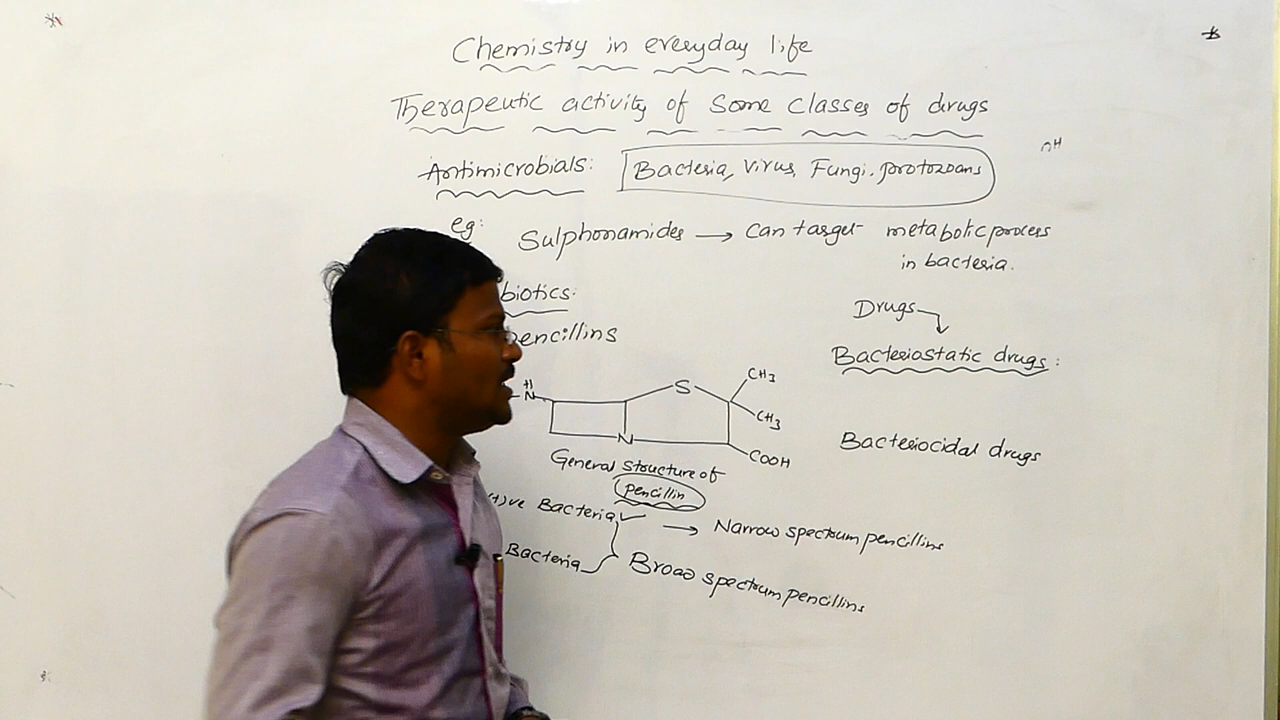 Chemistry in everyday life
Therapeutic activity of Some Classes of drugs
Antimicrobials: Bacteria, Virus, Fungi. protozoans
eg: Sulphonamides → Can target metabolic process
in bacteria.
biotics:
pencillins
Drugs
Bacteriostatic drugs:
H
N
S
CH3
CH3
N
COOH
Bacteriocidal drugs
General structure of
pencillin
(+)ve Bacteria ✓ → Narrow spectrum pencillins
Bacteria
Broad spectrum pencillins